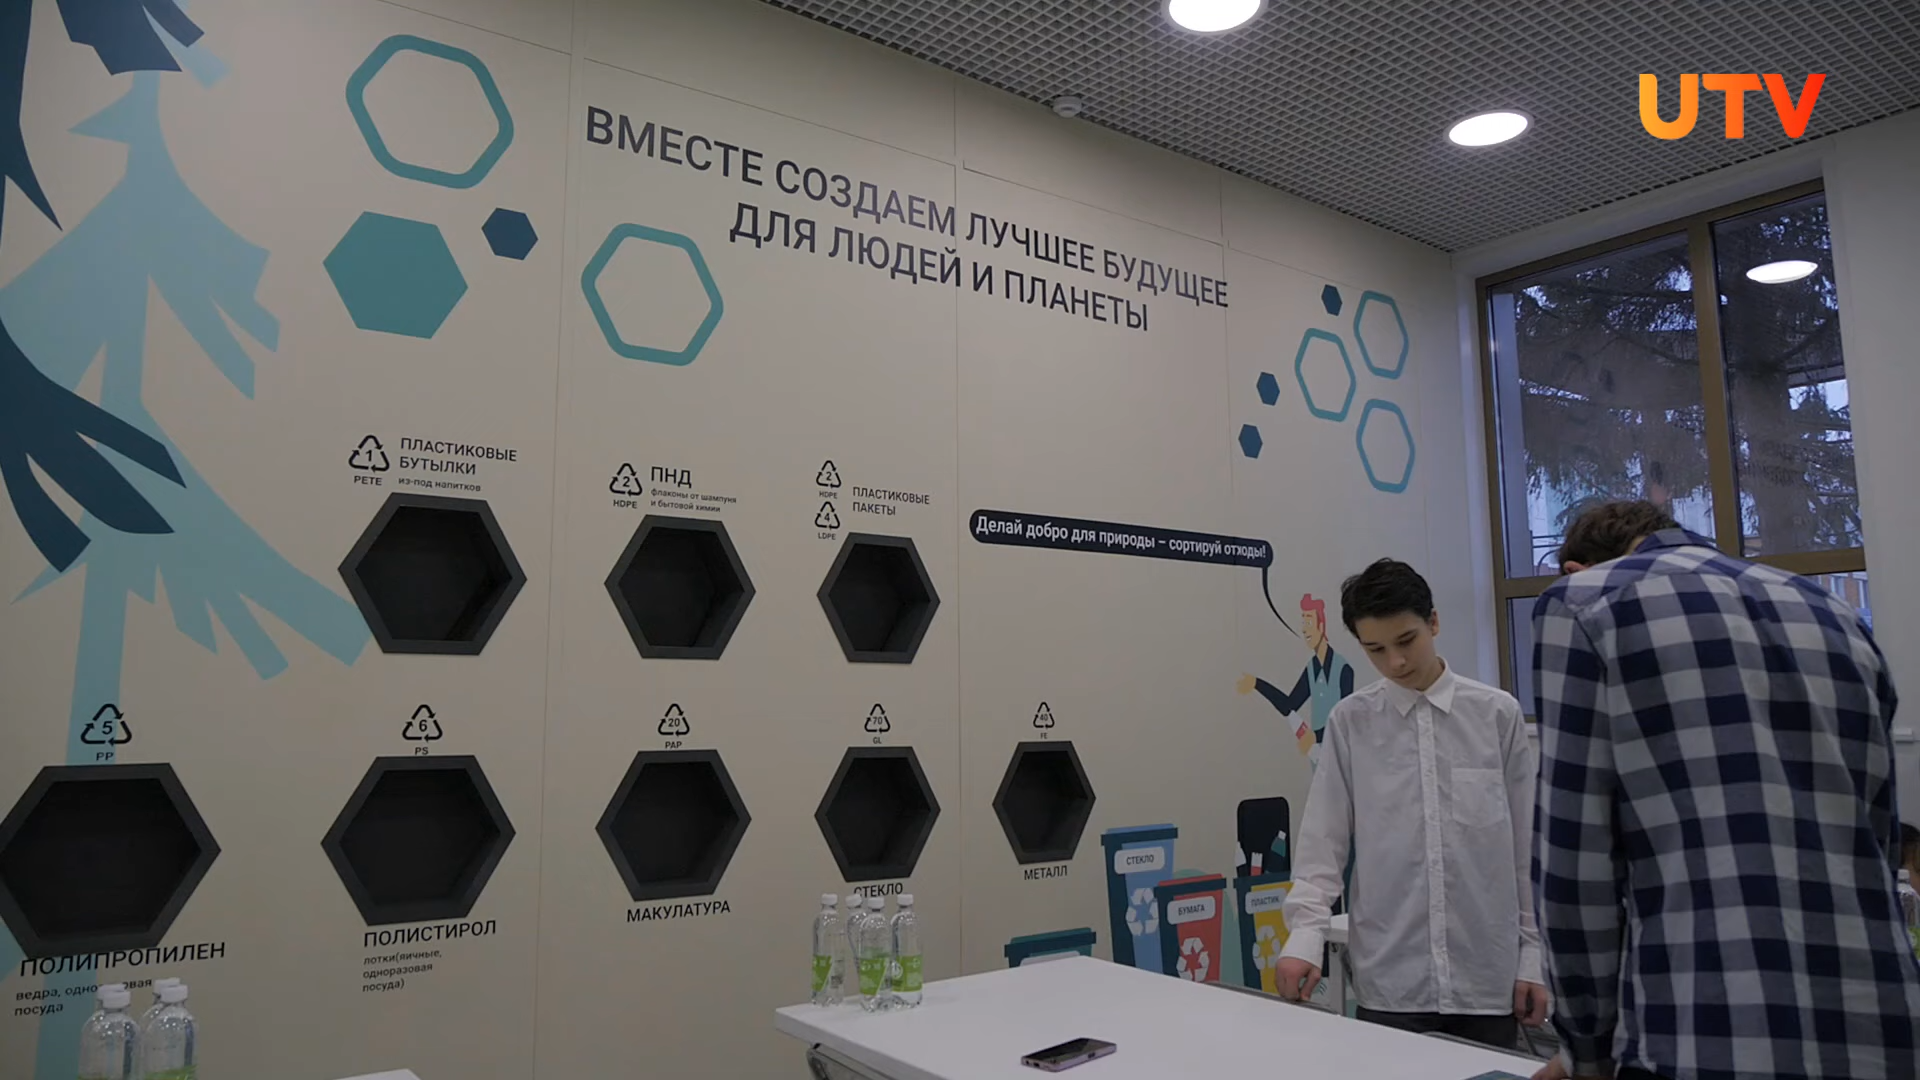 UTV
ВМЕСТЕ СОЗДАЕМ ЛУЧШЕЕ БУДУЩЕЕ
ДЛЯ ЛЮДЕЙ И ПЛАНЕТЫ
1
PETE
ПЛАСТИКОВЫЕ
БУТЫЛКИ
из-под напитков
2
HDPE
ПНД
флаконы от шампуня
и бытовой химии
2
HDPE
4
LDPE
ПЛАСТИКОВЫЕ
ПАКЕТЫ
Делай добро для природы – сортируй отходы!
5
PP
ПОЛИПРОПИЛЕН
ведра,
посуда
6
PS
ПОЛИСТИРОЛ
лотки(яичные,
одноразовая
посуда)
20
PAP
МАКУЛАТУРА
70
GL
СТЕКЛО
40
FE
МЕТАЛЛ
СТЕКЛО
БУМАГА
ПЛАСТИК